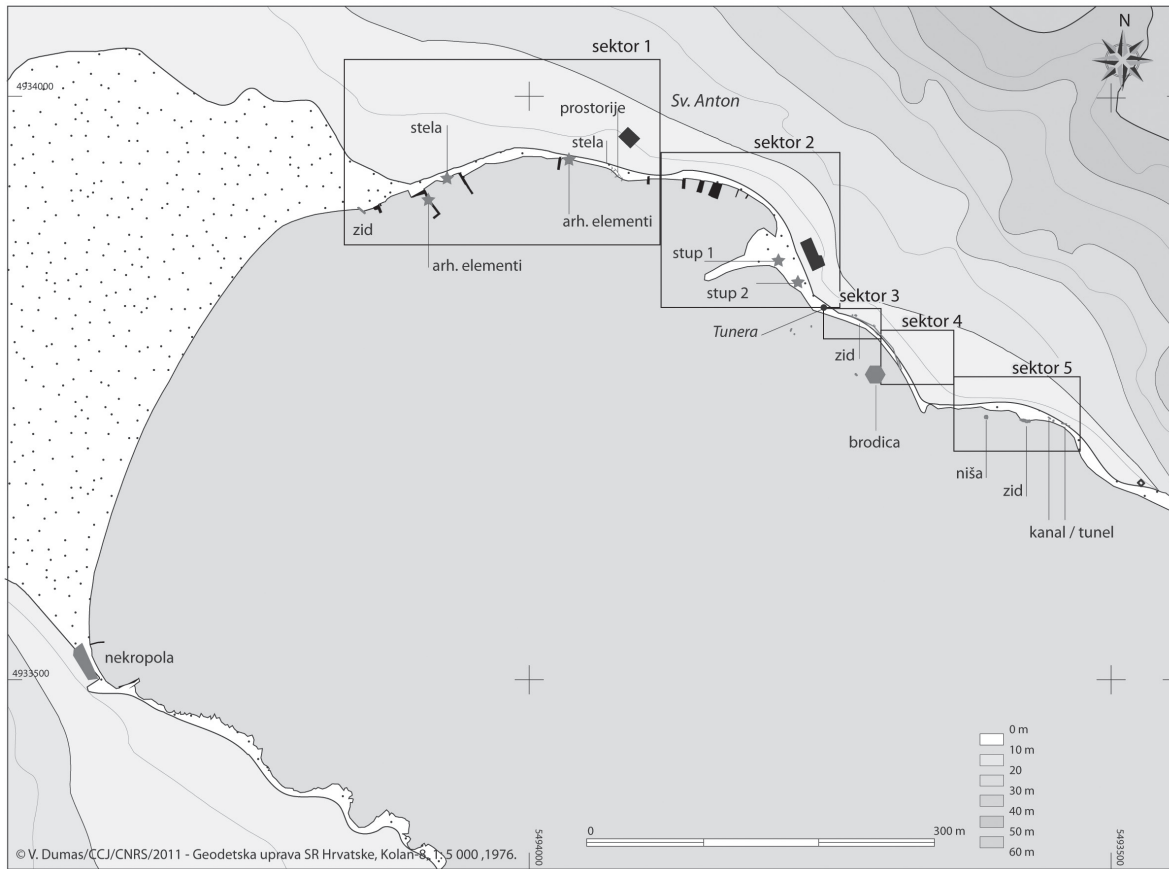 N
sektor 1
4934000
prostorije
Sv. Anton
stela
stela
sektor 2
zid
arh. elementi
arh. elementi
stup 1
stup 2
sektor 3
Tunera
sektor 4
zid
sektor 5
brodica
niša
zid
kanal / tunel
nekropola
4933500
0 m
10 m
20
30 m
40 m
50 m
60 m
0
300 m
5494000
5493500
© V. Dumas/CCJ/CNRS/2011 - Geodetska uprava SR Hrvatske, Kolan-8, 1: 5 000 ,1976.